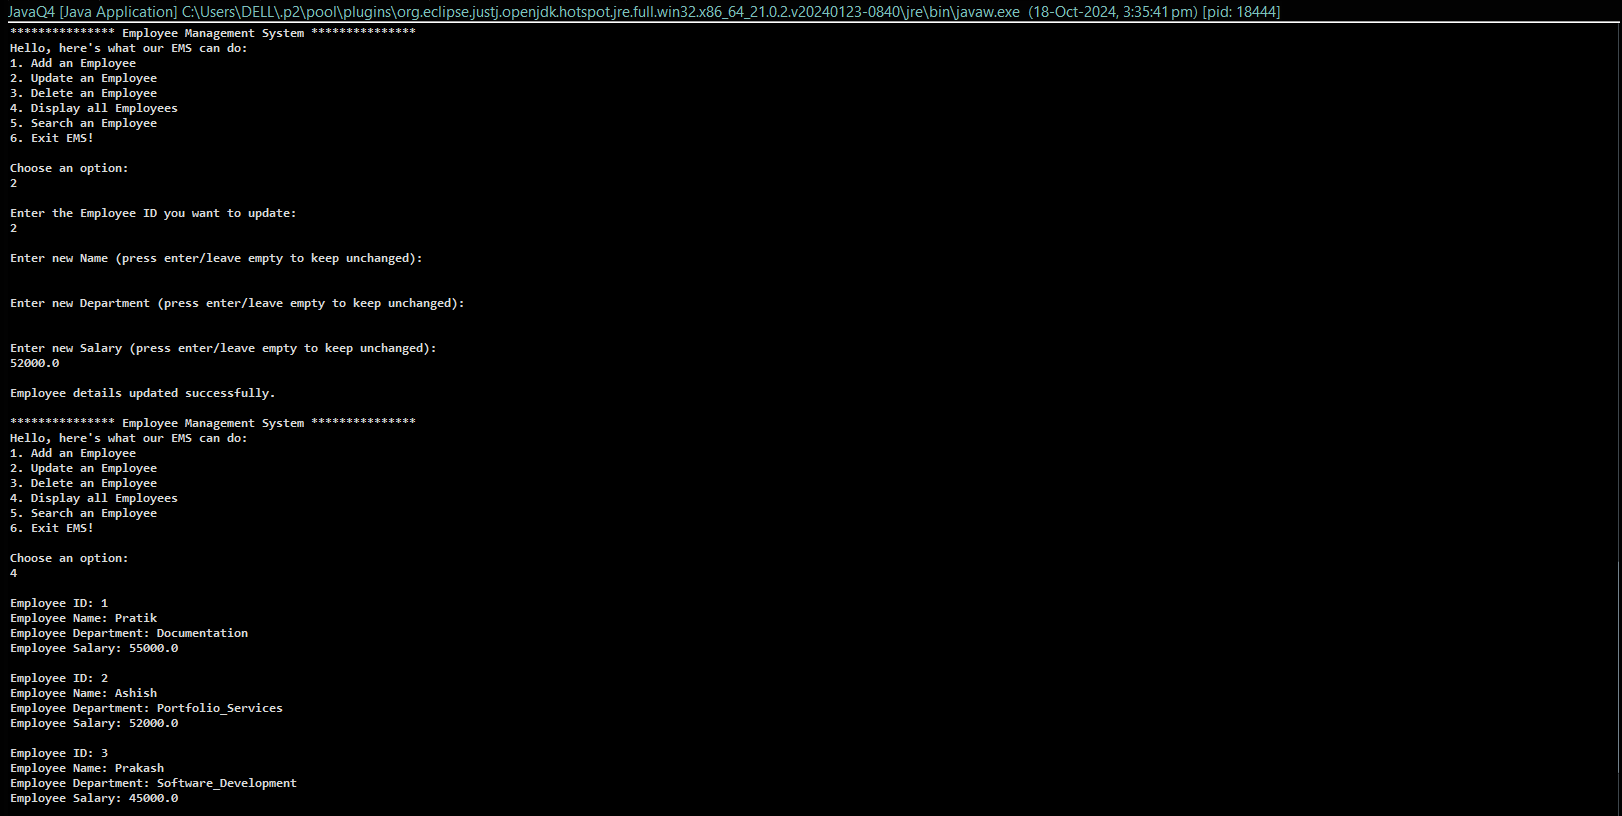 JavaQ4 [Java Application] C:\Users\DELL\.p2\pool\plugins\org.eclipse.justj.openjdk.hotspot.jre.full.win32.x86_64_21.0.2.v20240123-0840\jre\bin\javaw.exe (18-Oct-2024, 3:35:41 pm) [pid: 18444]
*************** Employee Management System ***************
Hello, here's what our EMS can do:
1. Add an Employee
2. Update an Employee
3. Delete an Employee
4. Display all Employees
5. Search an Employee
6. Exit EMS!
Choose an option:
2
Enter the Employee ID you want to update:
2
Enter new Name (press enter/leave empty to keep unchanged):
Enter new Department (press enter/leave empty to keep unchanged):
Enter new Salary (press enter/leave empty to keep unchanged):
52000.0
Employee details updated successfully.
*************** Employee Management System ***************
Hello, here's what our EMS can do:
1. Add an Employee
2. Update an Employee
3. Delete an Employee
4. Display all Employees
5. Search an Employee
6. Exit EMS!
Choose an option:
4
Employee ID: 1
Employee Name: Pratik
Employee Department: Documentation
Employee Salary: 55000.0
Employee ID: 2
Employee Name: Ashish
Employee Department: Portfolio_Services
Employee Salary: 52000.0
Employee ID: 3
Employee Name: Prakash
Employee Department: Software_Development
Employee Salary: 45000.0